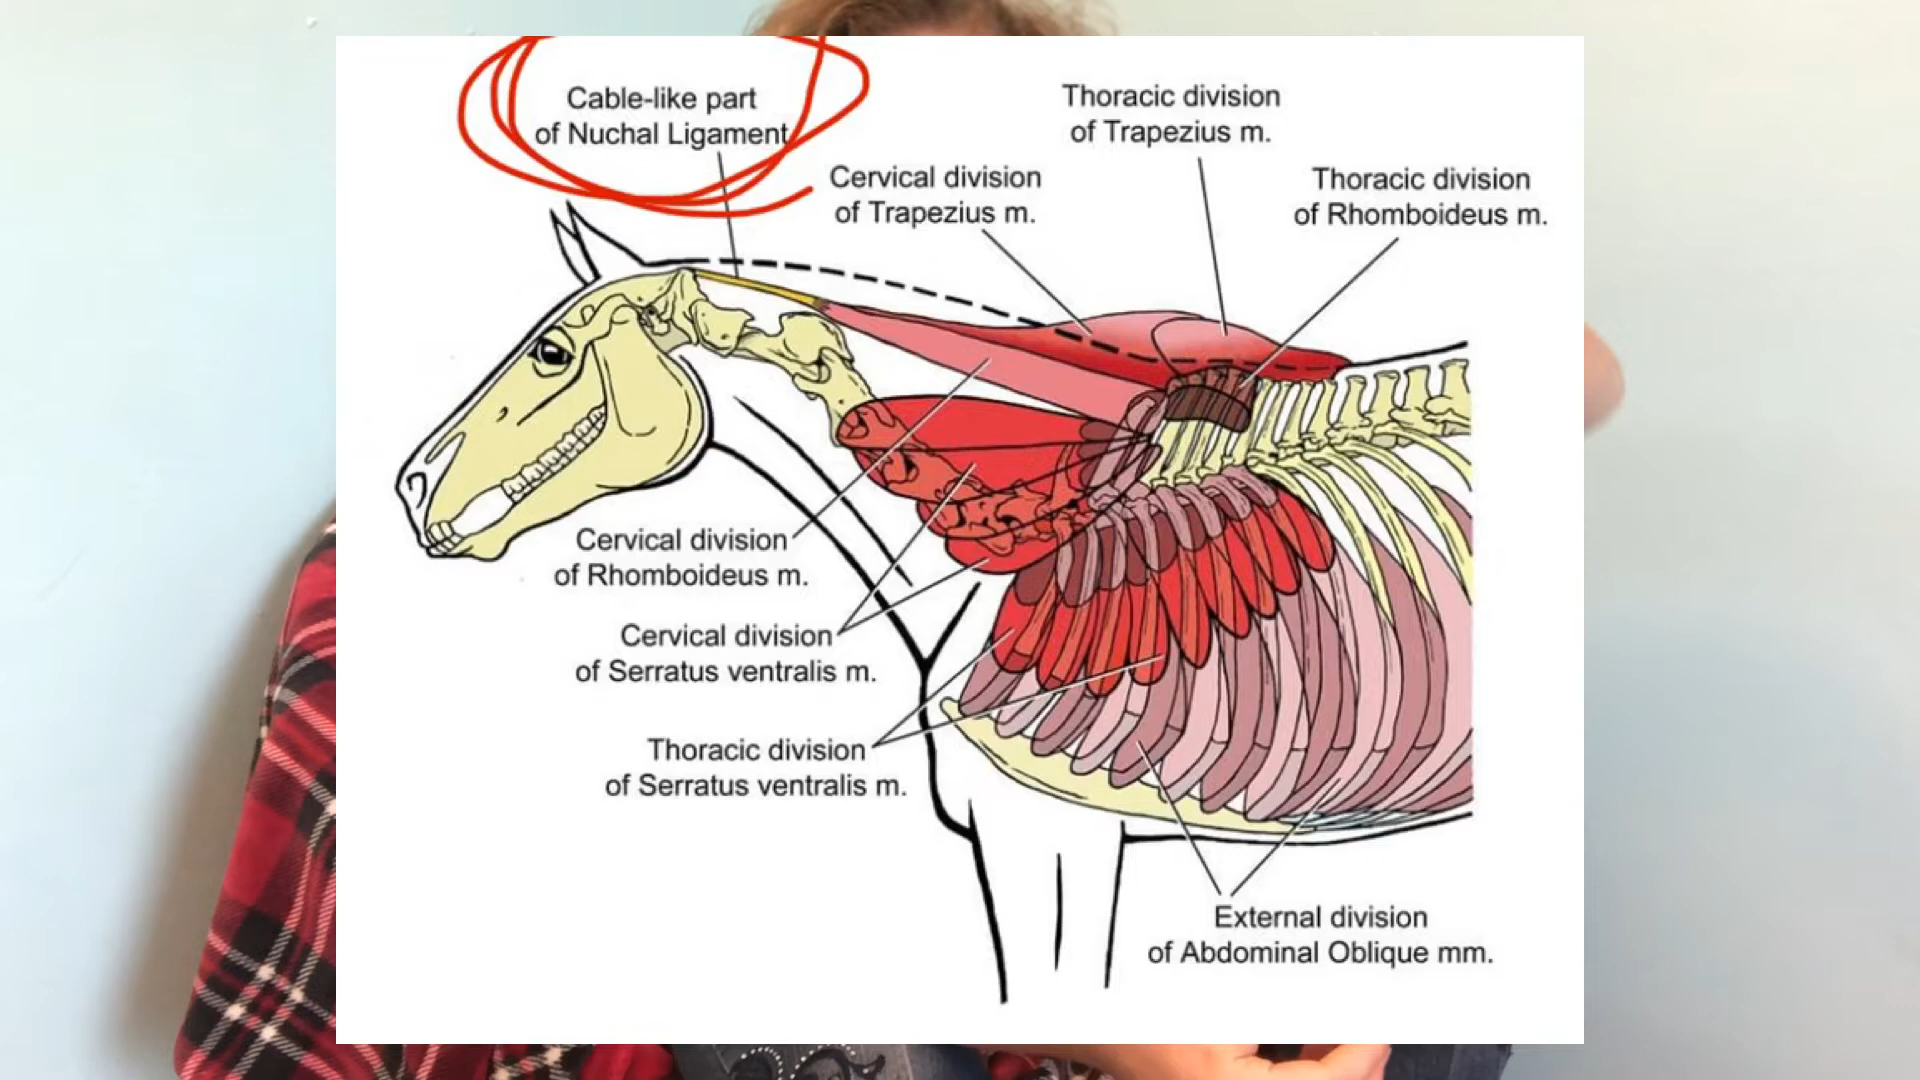 Cable-like part
of Nuchal Ligament
Thoracic division
of Trapezius m.
Cervical division
of Trapezius m.
Thoracic division
of Rhomboideus m.
Cervical division
of Rhomboideus m.
Cervical division
of Serratus ventralis m.
Thoracic division
of Serratus ventralis m.
External division
of Abdominal Oblique mm.